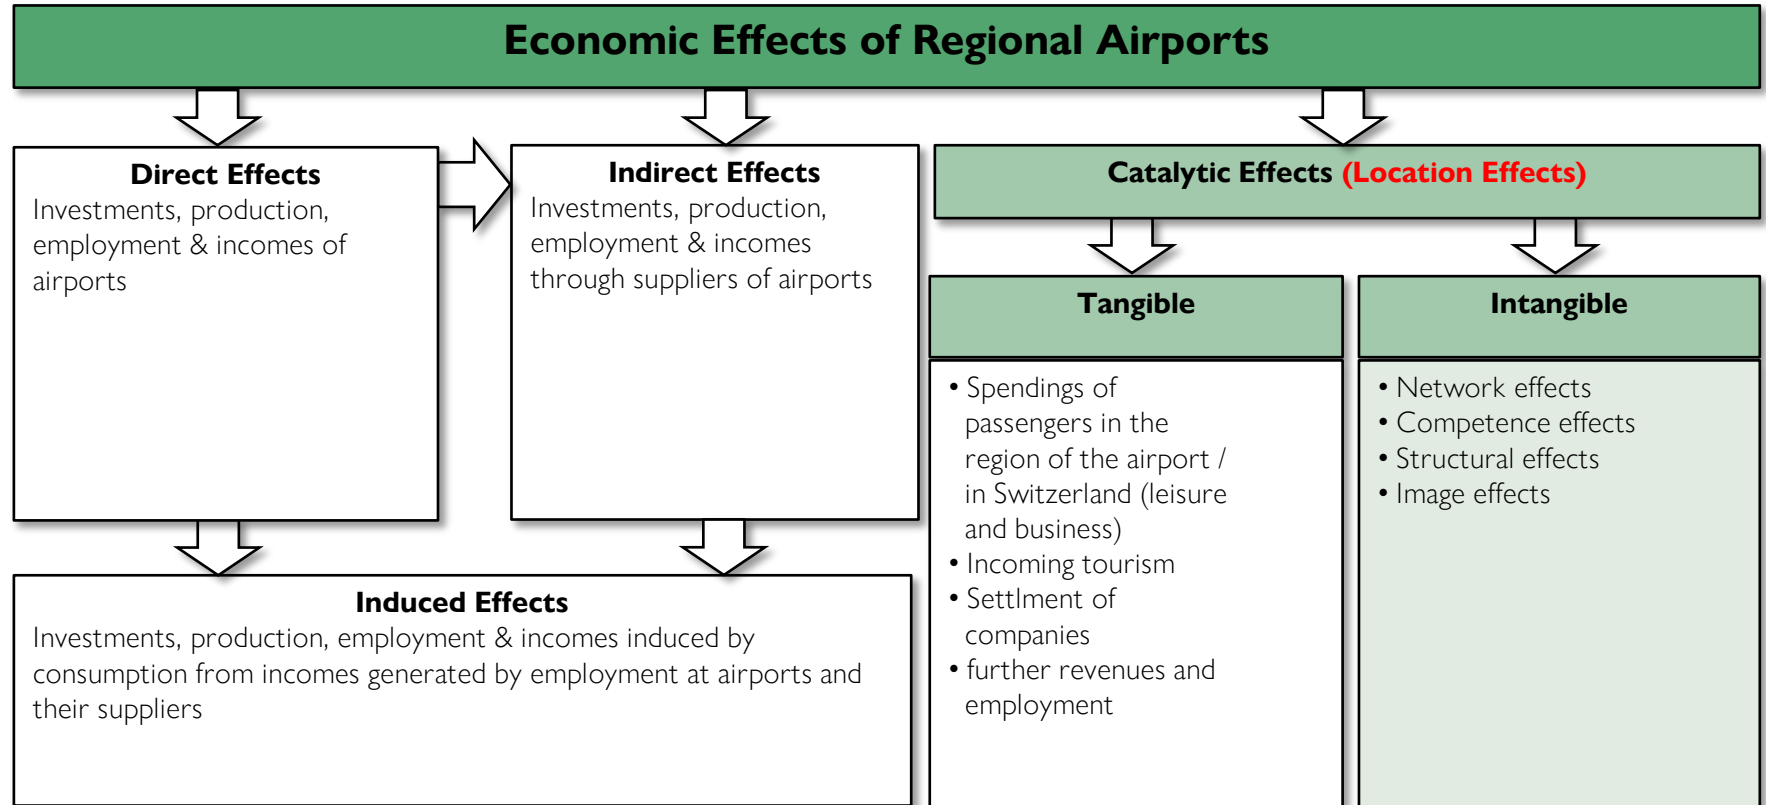 Economic Effects of Regional Airports
Direct Effects
Investments, production,
employment & incomes of
airports
Indirect Effects
Investments, production,
employment & incomes
through suppliers of airports
Induced Effects
Investments, production, employment & incomes induced by
consumption from incomes generated by employment at airports and
their suppliers
Catalytic Effects (Location Effects)
Tangible
• Spendings of
passengers in the
region of the airport /
in Switzerland (leisure
and business)
• Incoming tourism
• Settlment of
companies
• further revenues and
employment
Intangible
• Network effects
• Competence effects
• Structural effects
• Image effects